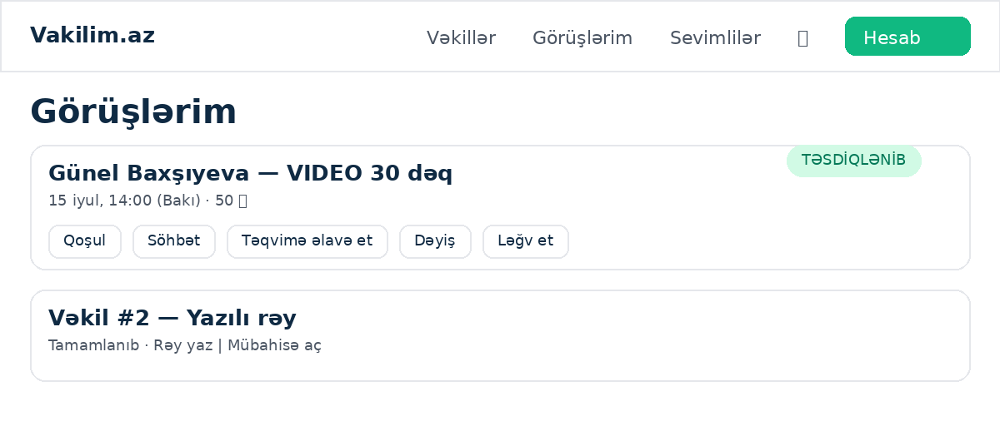 Vakilim.az
Vəkillər Görüşlərim Sevimlilər Hesab
Görüşlərim
Günel Baxşıyeva — VIDEO 30 dəq
TƏSDİQLƏNİB
15 iyul, 14:00 (Bakı) · 50
Qoşul Söhbət Təqvimə əlavə et Dəyiş Ləğv et
Vəkil #2 — Yazılı rəy
Tamamlanıb · Rəy yaz | Mübahisə aç